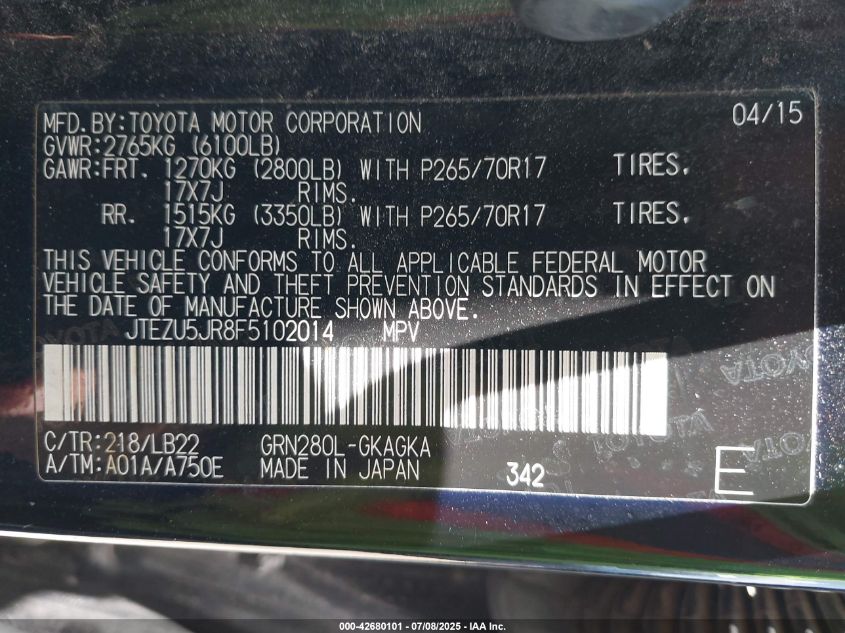 MFD.BY:TOYOTA MOTOR CORPORATION 04/15
GVWR:2765KG (6100LB)
GAWR:FRT. 1270KG (2800LB) WITH P265/70R17 TIRES.
17X7J RIMS.
RR. 1515KG (3350LB) WITH P265/70R17 TIRES.
17X7J RIMS.
THIS VEHICLE CONFORMS TO ALL APPLICABLE FEDERAL MOTOR
VEHICLE SAFETY AND THEFT PREVENTION STANDARDS IN EFFECT ON
THE DATE OF MANUFACTURE SHOWN ABOVE.
JTEZU5JR8F5102014 MPV
TOYOTA
TOYOTA
C/TR:218/LB22 GRN280L-GKAGKA
A/TM:A01A/A750E MADE IN JAPAN 342 E
000-42680101 - 07/08/2025 - IAA Inc.